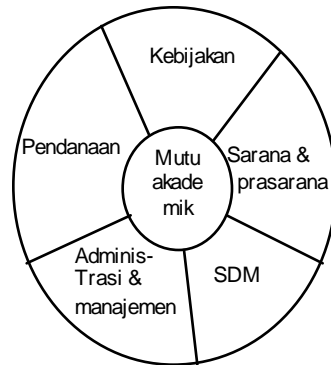 Kebijakan
Pendanaan
Mutu
akade
mik
Sarana &
prasarana
Adminis-
Trasi &
manajemen
SDM